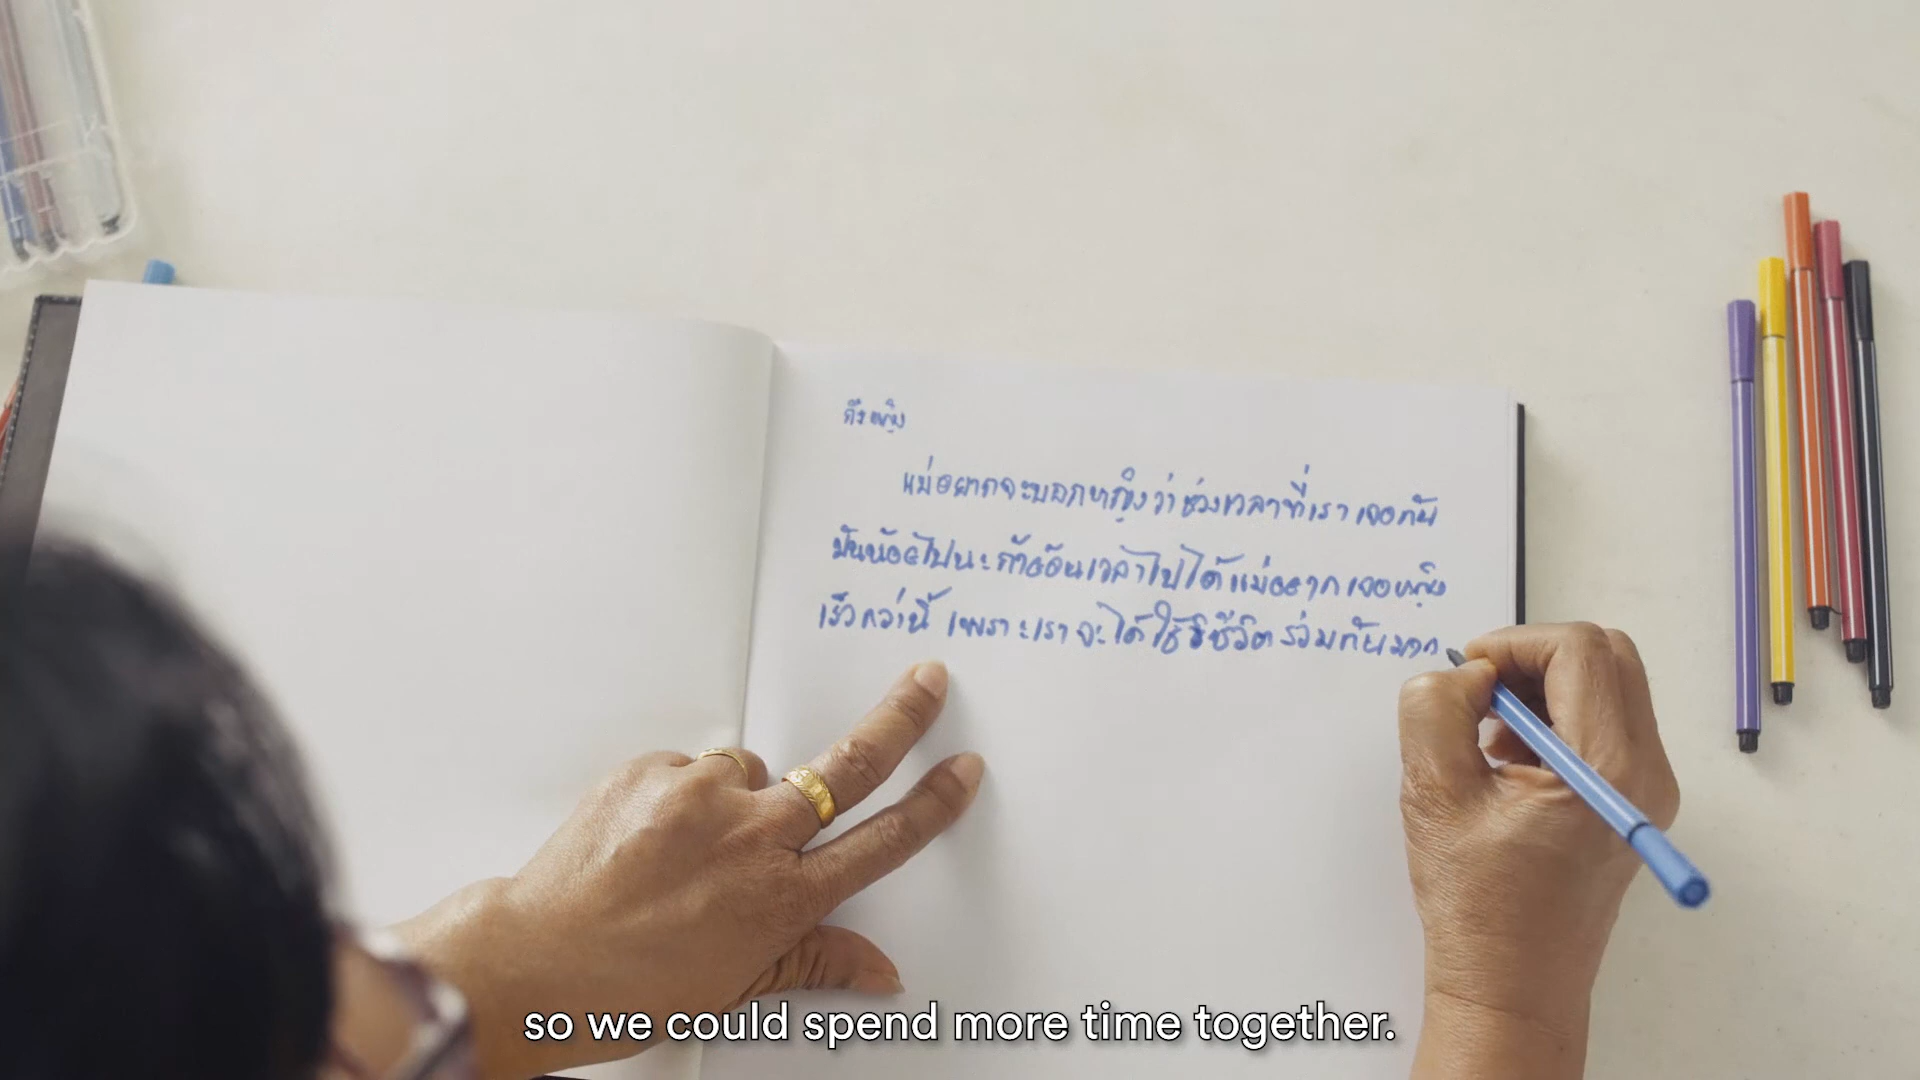 ถึงหญิง
แม่อยากจะบอกหญิงว่าช่วงเวลาที่เราเจอกัน
มันน้อยไปนะถ้าย้อนเวลาไปได้แม่อยากเจอหญิง
เร็วกว่านี้ เพราะเราจะได้ใช้ชีวิตร่วมกันมาก
so we could spend more time together.